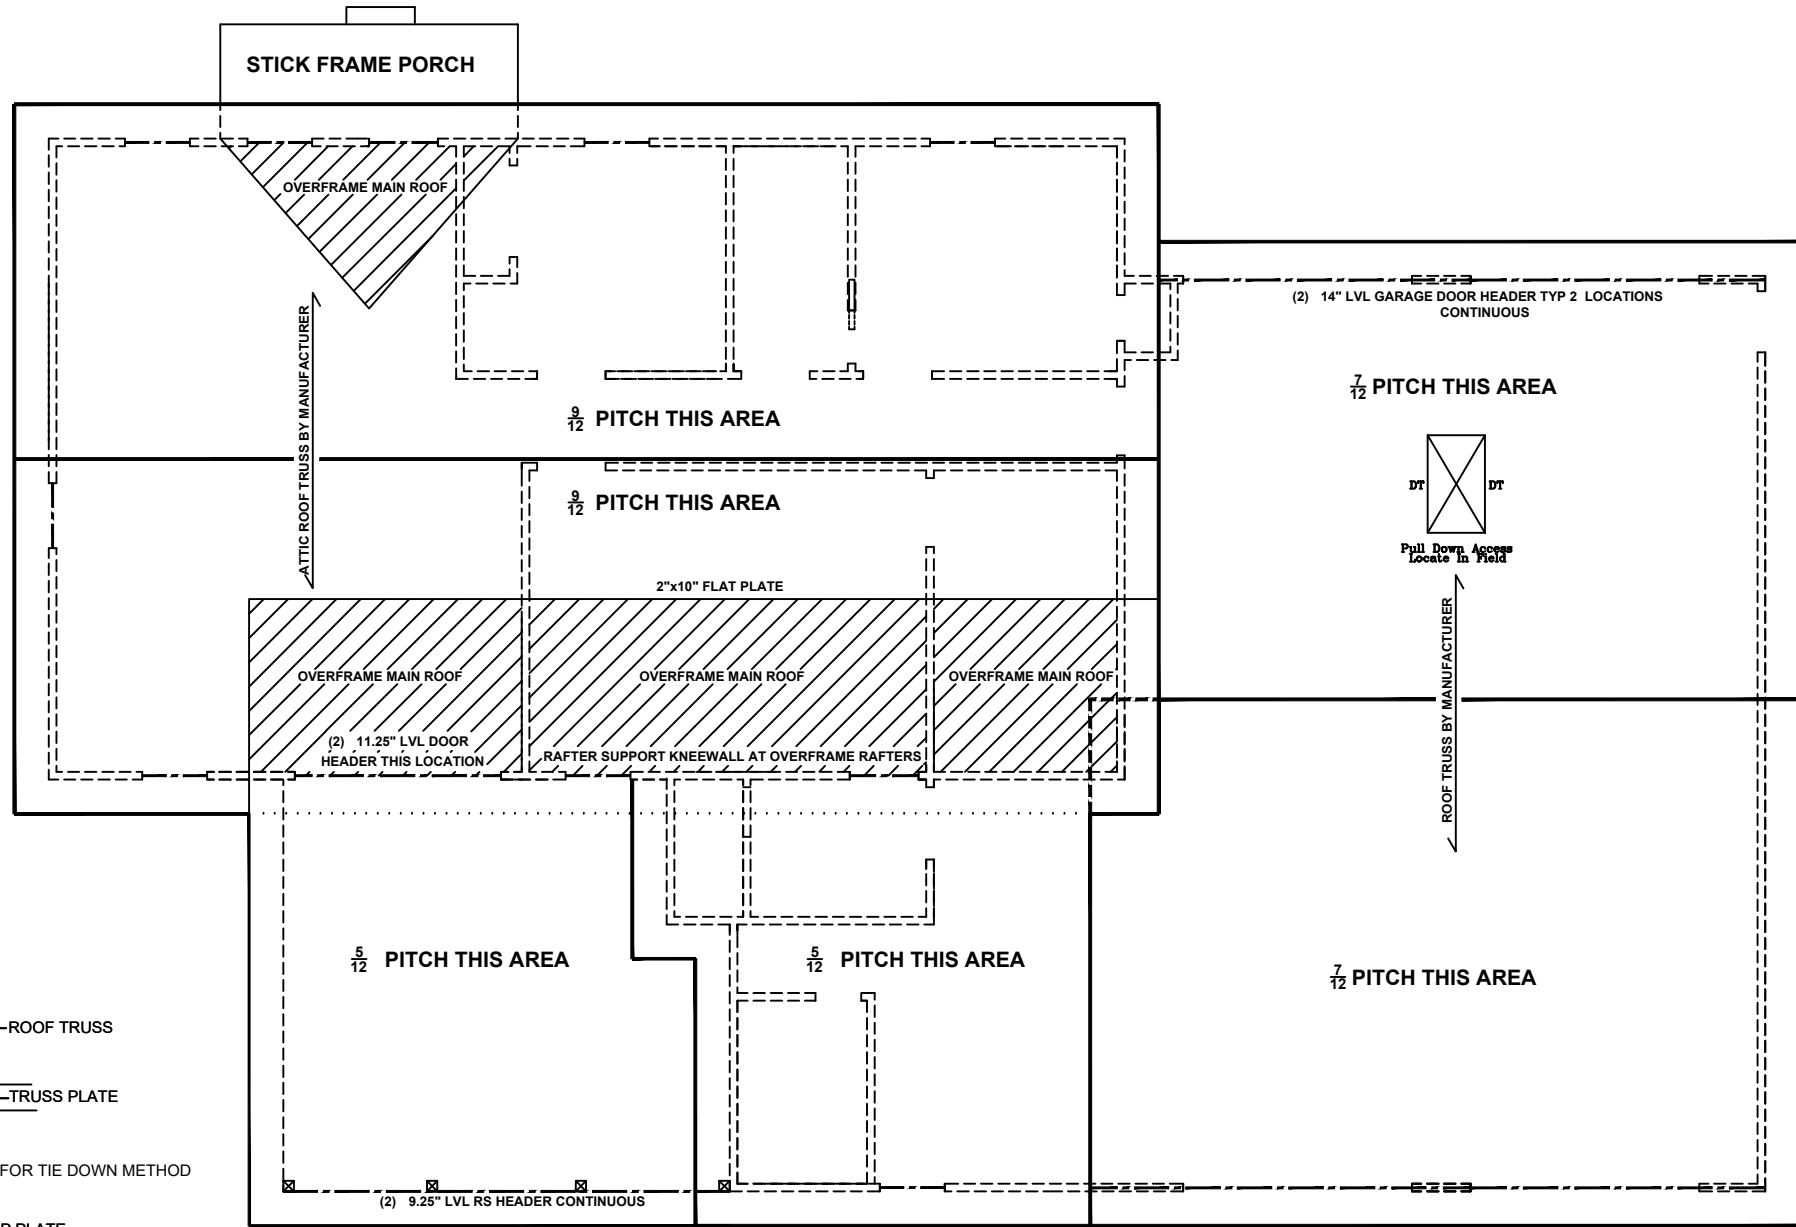 STICK FRAME PORCH
OVERFRAME MAIN ROOF
(2) 14" LVL GARAGE DOOR HEADER TYP 2 LOCATIONS
CONTINUOUS
ATTIC ROOF TRUSS BY MANUFACTURER
7/12 PITCH THIS AREA
9/12 PITCH THIS AREA
9/12 PITCH THIS AREA
DT
DT
Pull Down Access
Locate In Field
2"x10" FLAT PLATE
ROOF TRUSS BY MANUFACTURER
OVERFRAME MAIN ROOF
OVERFRAME MAIN ROOF
OVERFRAME MAIN ROOF
(2) 11.25" LVL DOOR
HEADER THIS LOCATION
RAFTER SUPPORT KNEEWALL AT OVERFRAME RAFTERS
5/12 PITCH THIS AREA
5/12 PITCH THIS AREA
7/12 PITCH THIS AREA
ROOF TRUSS
TRUSS PLATE
FOR TIE DOWN METHOD
(2) 9.25" LVL RS HEADER CONTINUOUS